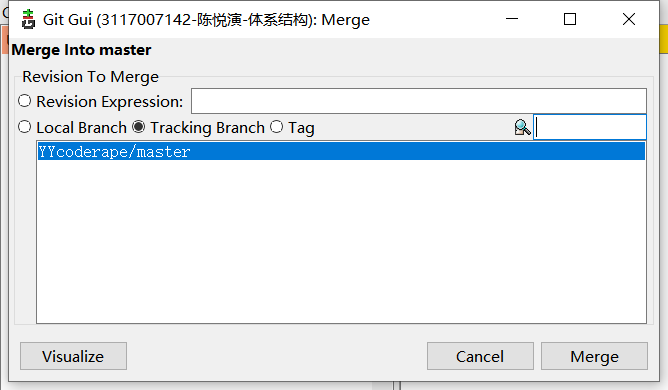 Git Gui (3117007142-陈悦演-体系结构): Merge
Merge Into master
Revision To Merge
Revision Expression:
Local Branch Tracking Branch Tag
YYcoderape/master
Visualize Cancel Merge